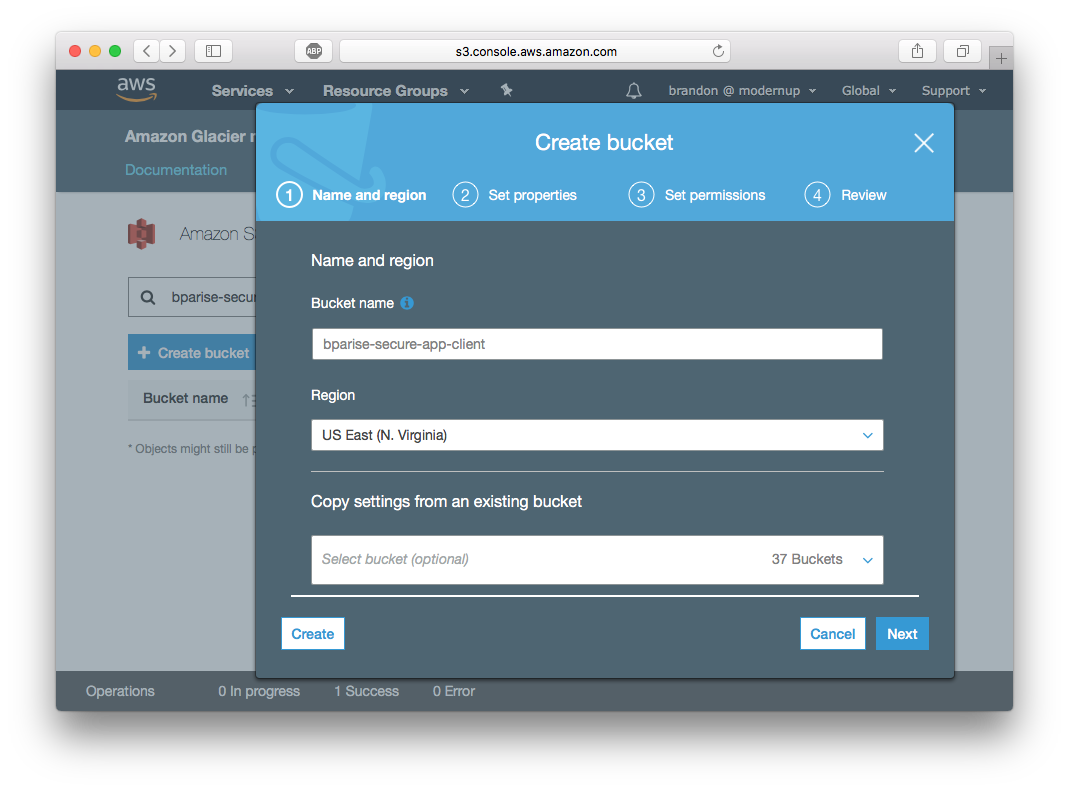 ABP
s3.console.aws.amazon.com
aws
Services
Resource Groups
brandon @ modernup
Global
Support
Amazon Glacier
Documentation
Create bucket
1 Name and region
2 Set properties
3 Set permissions
4 Review
Amazon S
bparise-secur
Create bucket
Bucket name
* Objects might still be
Name and region
Bucket name
bparise-secure-app-client
Region
US East (N. Virginia)
Copy settings from an existing bucket
Select bucket (optional)
37 Buckets
Create
Cancel
Next
Operations
0 In progress
1 Success
0 Error